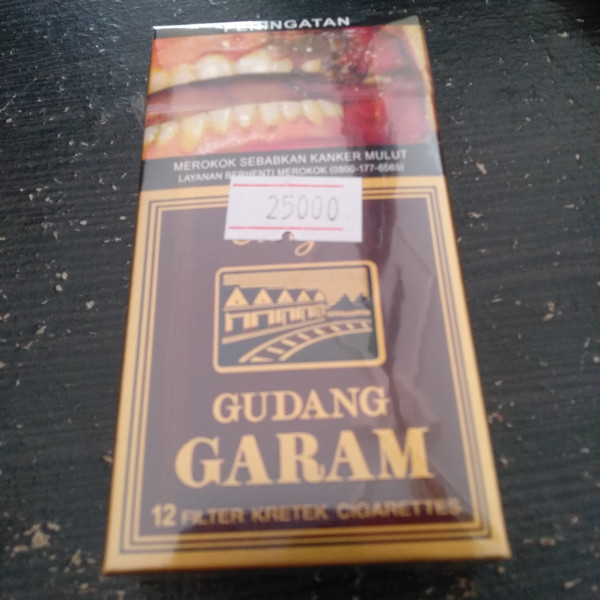 PERINGATAN
MEROKOK SEBABKAN KANKER MULUT
LAYANAN BERHENTI MEROKOK (0800-177-6565)
25000
GUDANG
GARAM
12 FILTER KRETEK CIGARETTES